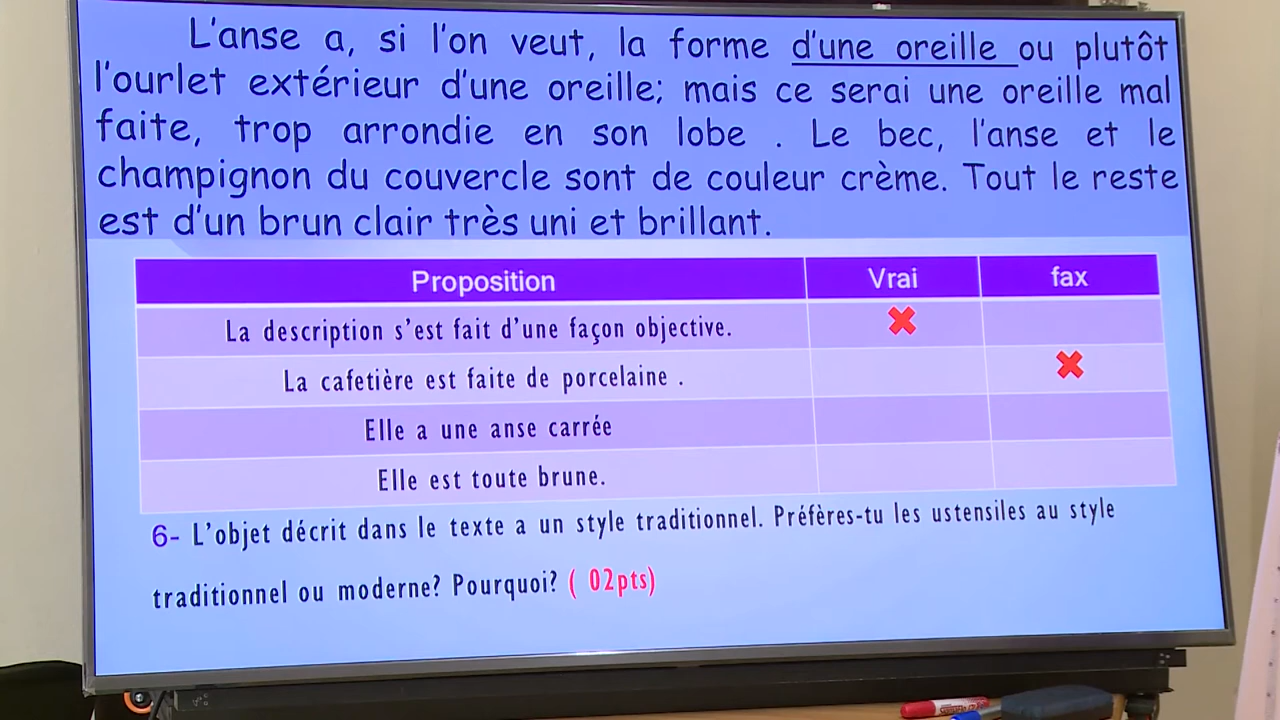 L'anse a, si l'on veut, la forme d'une oreille ou plutôt
l'ourlet extérieur d'une oreille; mais ce serai une oreille mal
faite, trop arrondie en son lobe . Le bec, l'anse et le
champignon du couvercle sont de couleur crème. Tout le reste
est d'un brun clair très uni et brillant.
Proposition Vrai fax
La description s'est fait d'une façon objective.
La cafetière est faite de porcelaine .
Elle a une anse carrée
Elle est toute brune.
6- L'objet décrit dans le texte a un style traditionnel. Préfères-tu les ustensiles au style
traditionnel ou moderne? Pourquoi? ( 02pts)